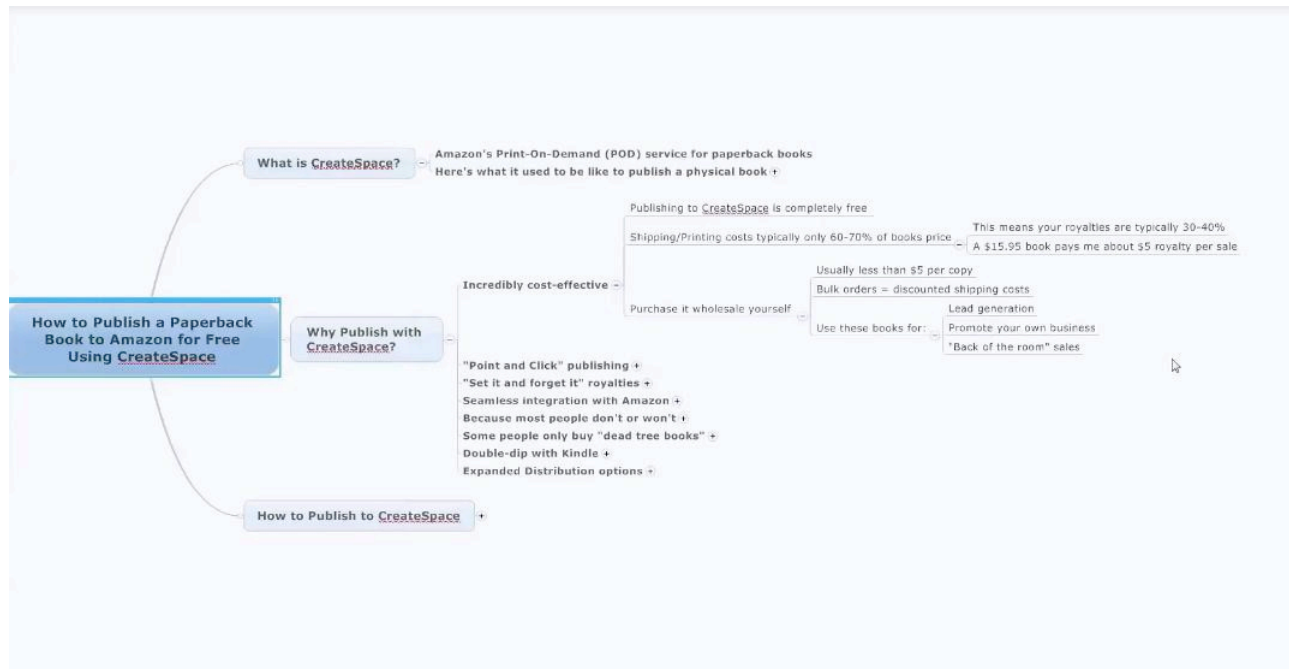 What is CreateSpace?
Amazon's Print-On-Demand (POD) service for paperback books
Here's what it used to be like to publish a physical book
How to Publish a Paperback
Book to Amazon for Free
Using CreateSpace
Why Publish with
CreateSpace?
Incredibly cost-effective
Publishing to CreateSpace is completely free
Shipping/Printing costs typically only 60-70% of books price
This means your royalties are typically 30-40%
A $15.95 book pays me about $5 royalty per sale
Purchase it wholesale yourself
Usually less than $5 per copy
Bulk orders = discounted shipping costs
Use these books for:
Lead generation
Promote your own business
"Back of the room" sales
"Point and Click" publishing
"Set it and forget it" royalties
Seamless integration with Amazon
Because most people don't or won't
Some people only buy "dead tree books"
Double-dip with Kindle
Expanded Distribution options
How to Publish to CreateSpace